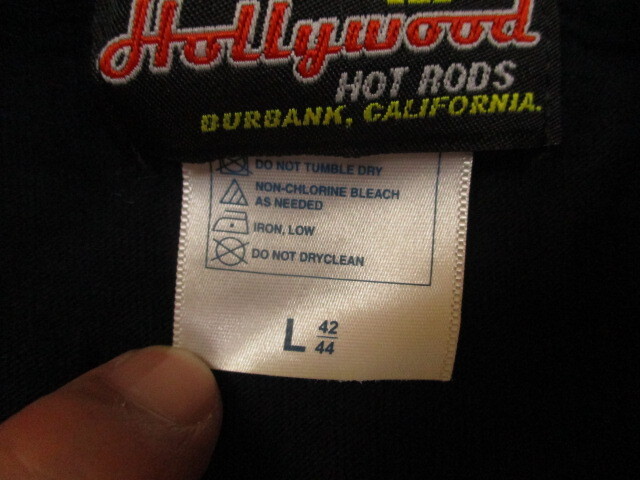 Hollywood
HOT RODS
BURBANK, CALIFORNIA.
DO NOT TUMBLE DRY
NON-CHLORINE BLEACH
AS NEEDED
IRON, LOW
DO NOT DRYCLEAN
L 42
44